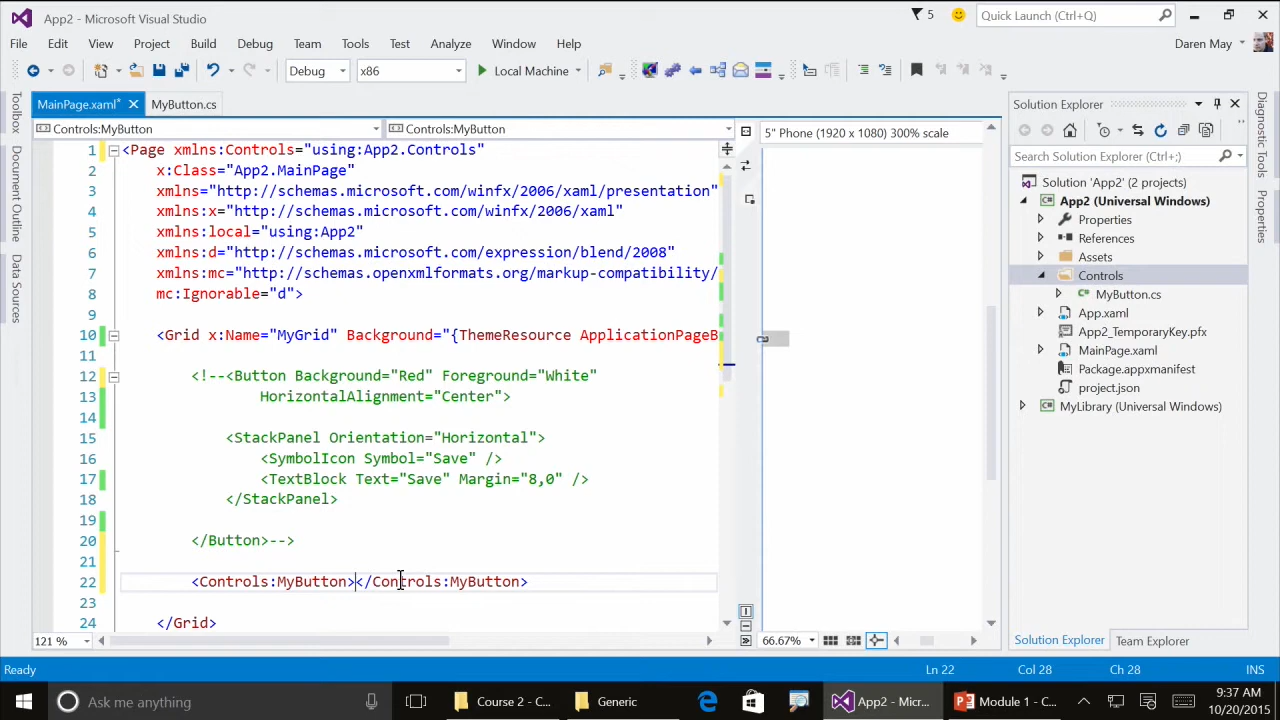 App2 - Microsoft Visual Studio
5
Quick Launch (Ctrl+Q)
File Edit View Project Build Debug Team Tools Test Analyze Window Help
Daren May
Debug x86 Local Machine
MainPage.xaml* MyButton.cs
Controls:MyButton Controls:MyButton
1 <Page xmlns:Controls="using:App2.Controls"
2 x:Class="App2.MainPage"
3 xmlns="http://schemas.microsoft.com/winfx/2006/xaml/presentation"
4 xmlns:x="http://schemas.microsoft.com/winfx/2006/xaml"
5 xmlns:local="using:App2"
6 xmlns:d="http://schemas.microsoft.com/expression/blend/2008"
7 xmlns:mc="http://schemas.openxmlformats.org/markup-compatibility/
8 mc:Ignorable="d">
9
10 <Grid x:Name="MyGrid" Background="{ThemeResource ApplicationPageB
11
12 <!--<Button Background="Red" Foreground="White"
13 HorizontalAlignment="Center">
14
15 <StackPanel Orientation="Horizontal">
16 <SymbolIcon Symbol="Save" />
17 <TextBlock Text="Save" Margin="8,0" />
18 </StackPanel>
19
20 </Button>-->
21
22 <Controls:MyButton></Controls:MyButton>
23
24 </Grid>
121 %
Toolbox
Document Outline
Data Sources
5" Phone (1920 x 1080) 300% scale
66.67%
Solution Explorer
Search Solution Explorer (Ctrl+;)
Solution 'App2' (2 projects)
App2 (Universal Windows)
Properties
References
Assets
Controls
MyButton.cs
App.xaml
App2_TemporaryKey.pfx
MainPage.xaml
Package.appxmanifest
project.json
MyLibrary (Universal Windows)
Solution Explorer Team Explorer
Diagnostic Tools
Properties
Ready Ln 22 Col 28 Ch 28 INS
Ask me anything
Course 2 - C...
Generic
App2 - Micr...
Module 1 - C...
9:37 AM
10/20/2015